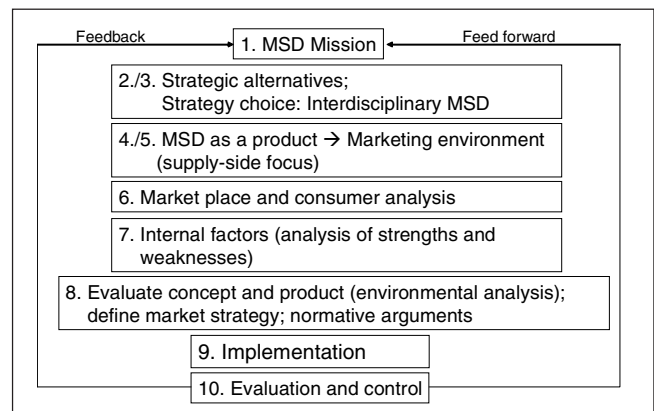 Feedback
1. MSD Mission
Feed forward
2./3. Strategic alternatives;
Strategy choice: Interdisciplinary MSD
4./5. MSD as a product → Marketing environment
(supply-side focus)
6. Market place and consumer analysis
7. Internal factors (analysis of strengths and
weaknesses)
8. Evaluate concept and product (environmental analysis);
define market strategy; normative arguments
9. Implementation
10. Evaluation and control